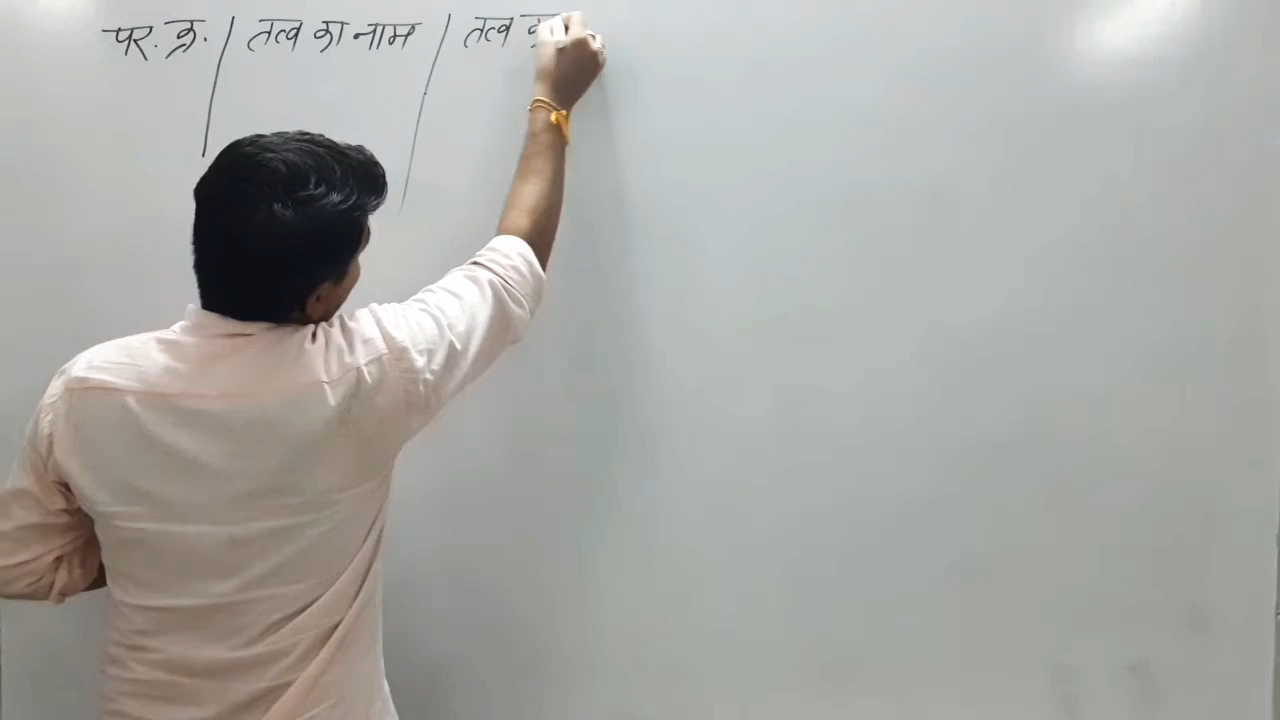 पर. क्र. | तत्व का नाम | तत्व